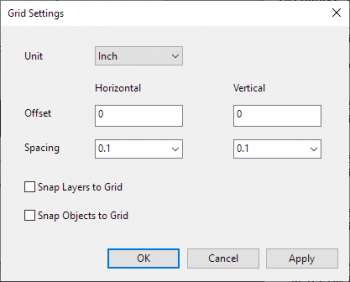 Grid Settings
Unit Inch
Horizontal Vertical
Offset 0 0
Spacing 0.1 0.1
Snap Layers to Grid
Snap Objects to Grid
OK Cancel Apply